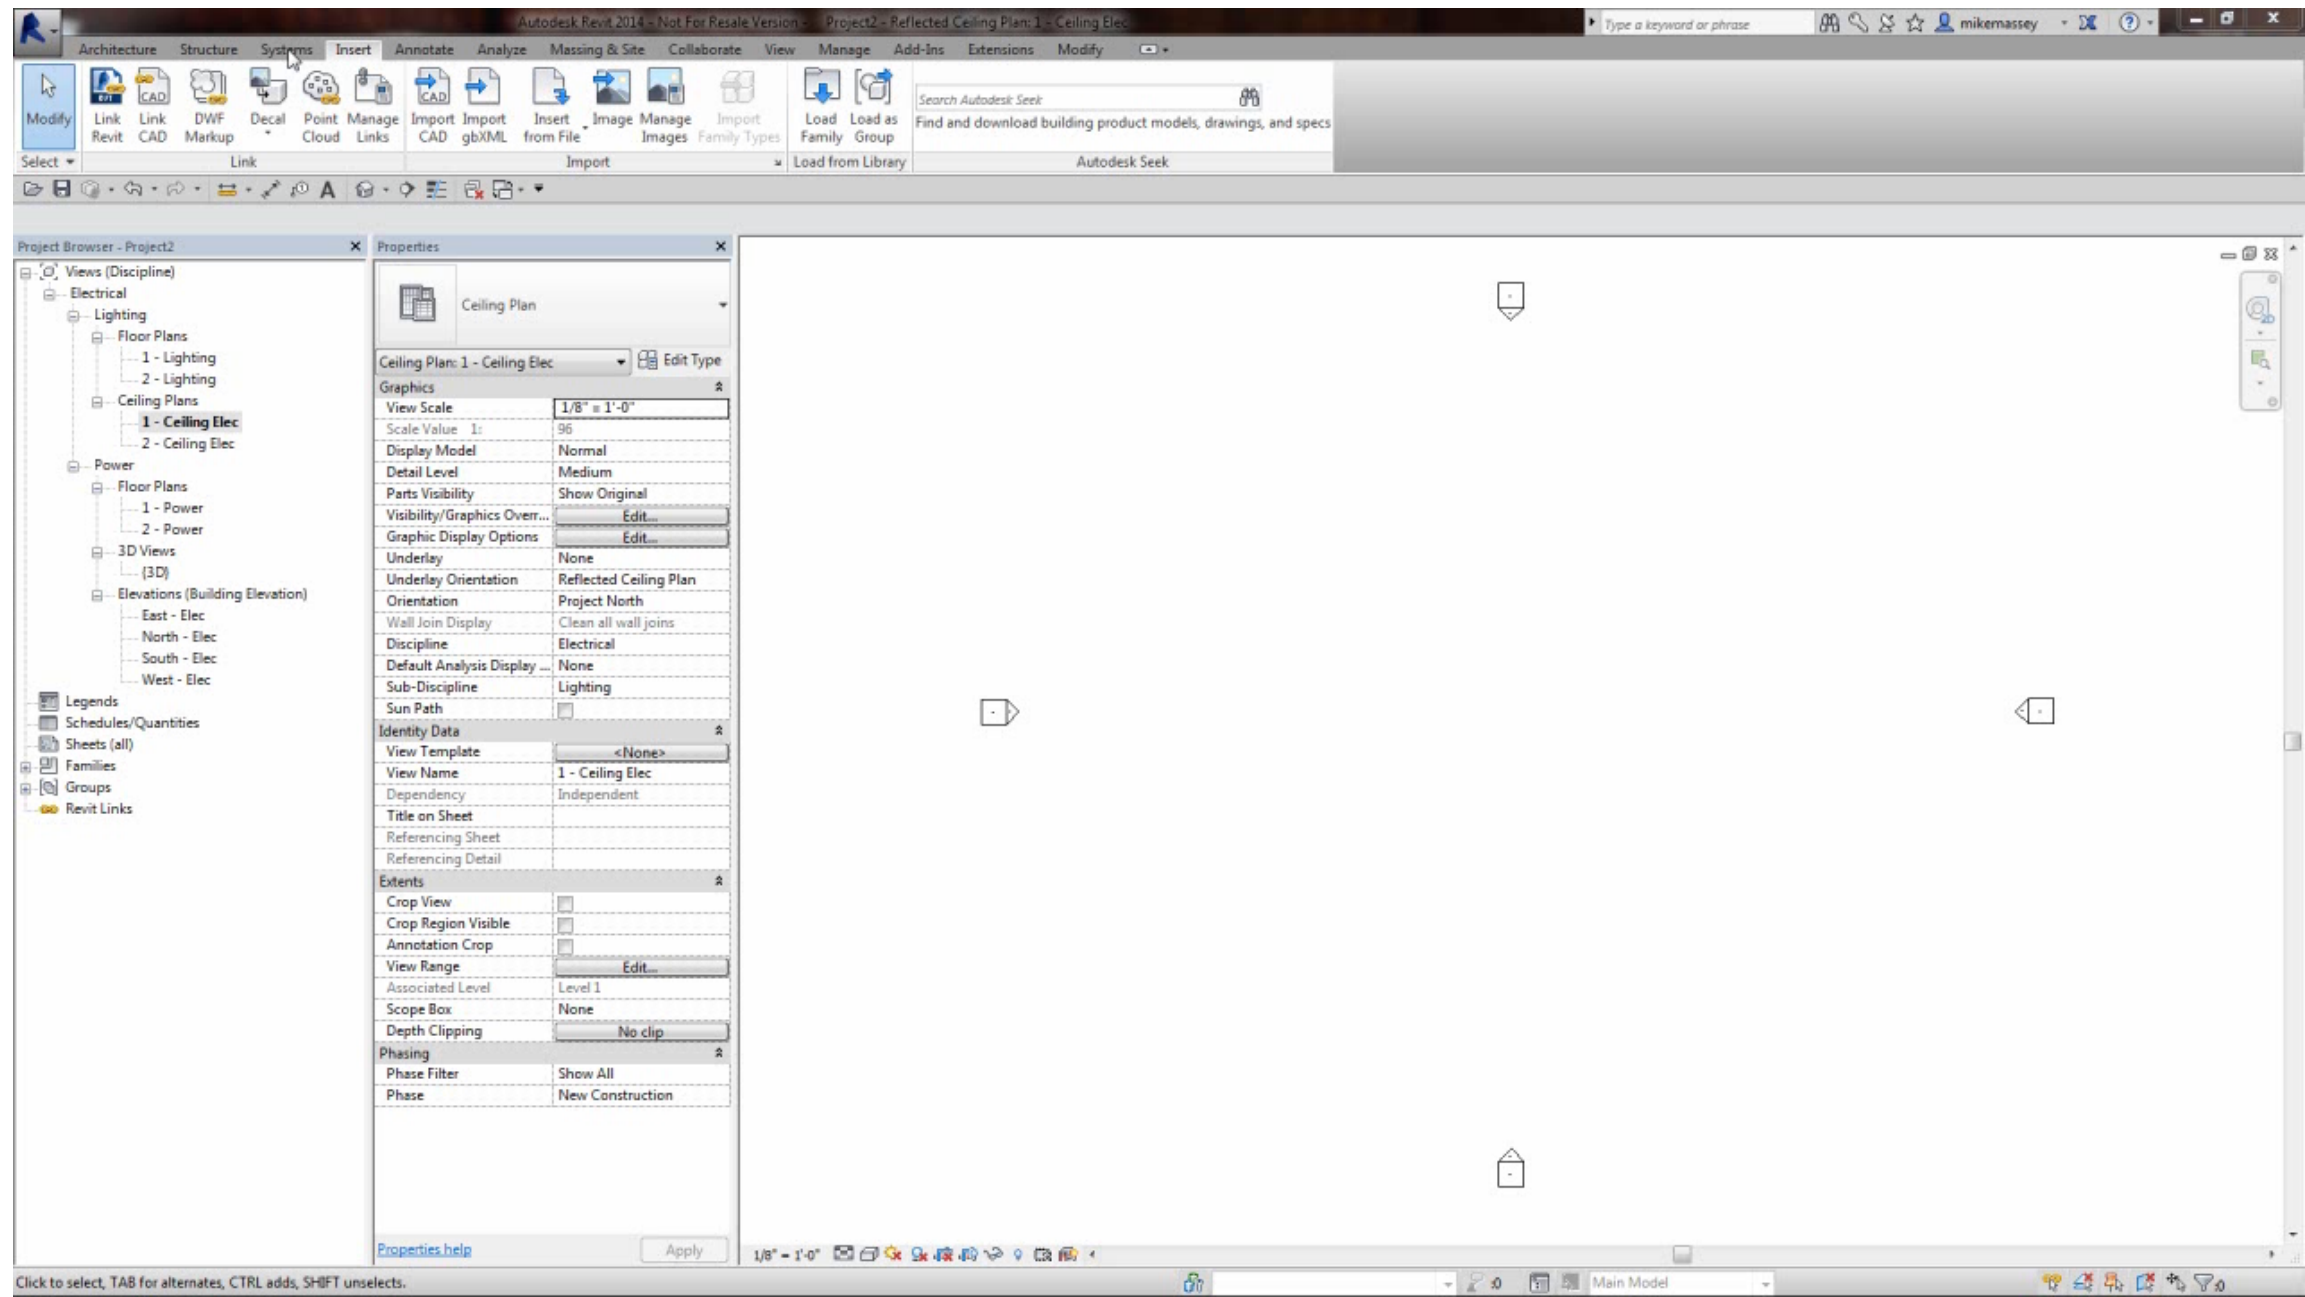 Autodesk Revit 2014 - Not For Resale Version - Project2 - Reflected Ceiling Plan: 1 - Ceiling Elec
Type a keyword or phrase
mikemassey
Architecture Structure Systems Insert Annotate Analyze Massing & Site Collaborate View Manage Add-Ins Extensions Modify
Modify
Link Revit
Link CAD
DWF Markup
Decal
Point Cloud
Manage Links
Import CAD
Import gbXML
Insert from File
Image
Manage Images
Import Family Types
Load Family
Load as Group
Search Autodesk Seek
Find and download building product models, drawings, and specs
Select Link Import Load from Library Autodesk Seek
Project Browser - Project2
Views (Discipline)
Electrical
Lighting
Floor Plans
1 - Lighting
2 - Lighting
Ceiling Plans
1 - Ceiling Elec
2 - Ceiling Elec
Power
Floor Plans
1 - Power
2 - Power
3D Views
{3D}
Elevations (Building Elevation)
East - Elec
North - Elec
South - Elec
West - Elec
Legends
Schedules/Quantities
Sheets (all)
Families
Groups
Revit Links
Properties
Ceiling Plan
Ceiling Plan: 1 - Ceiling Elec Edit Type
Graphics
View Scale 1/8" = 1'-0"
Scale Value 1: 96
Display Model Normal
Detail Level Medium
Parts Visibility Show Original
Visibility/Graphics Overr... Edit...
Graphic Display Options Edit...
Underlay None
Underlay Orientation Reflected Ceiling Plan
Orientation Project North
Wall Join Display Clean all wall joins
Discipline Electrical
Default Analysis Display ... None
Sub-Discipline Lighting
Sun Path
Identity Data
View Template <None>
View Name 1 - Ceiling Elec
Dependency Independent
Title on Sheet
Referencing Sheet
Referencing Detail
Extents
Crop View
Crop Region Visible
Annotation Crop
View Range Edit...
Associated Level Level 1
Scope Box None
Depth Clipping No clip
Phasing
Phase Filter Show All
Phase New Construction
Properties help Apply
1/8" = 1'-0"
Click to select, TAB for alternates, CTRL adds, SHIFT unselects.
:0
Main Model
:0